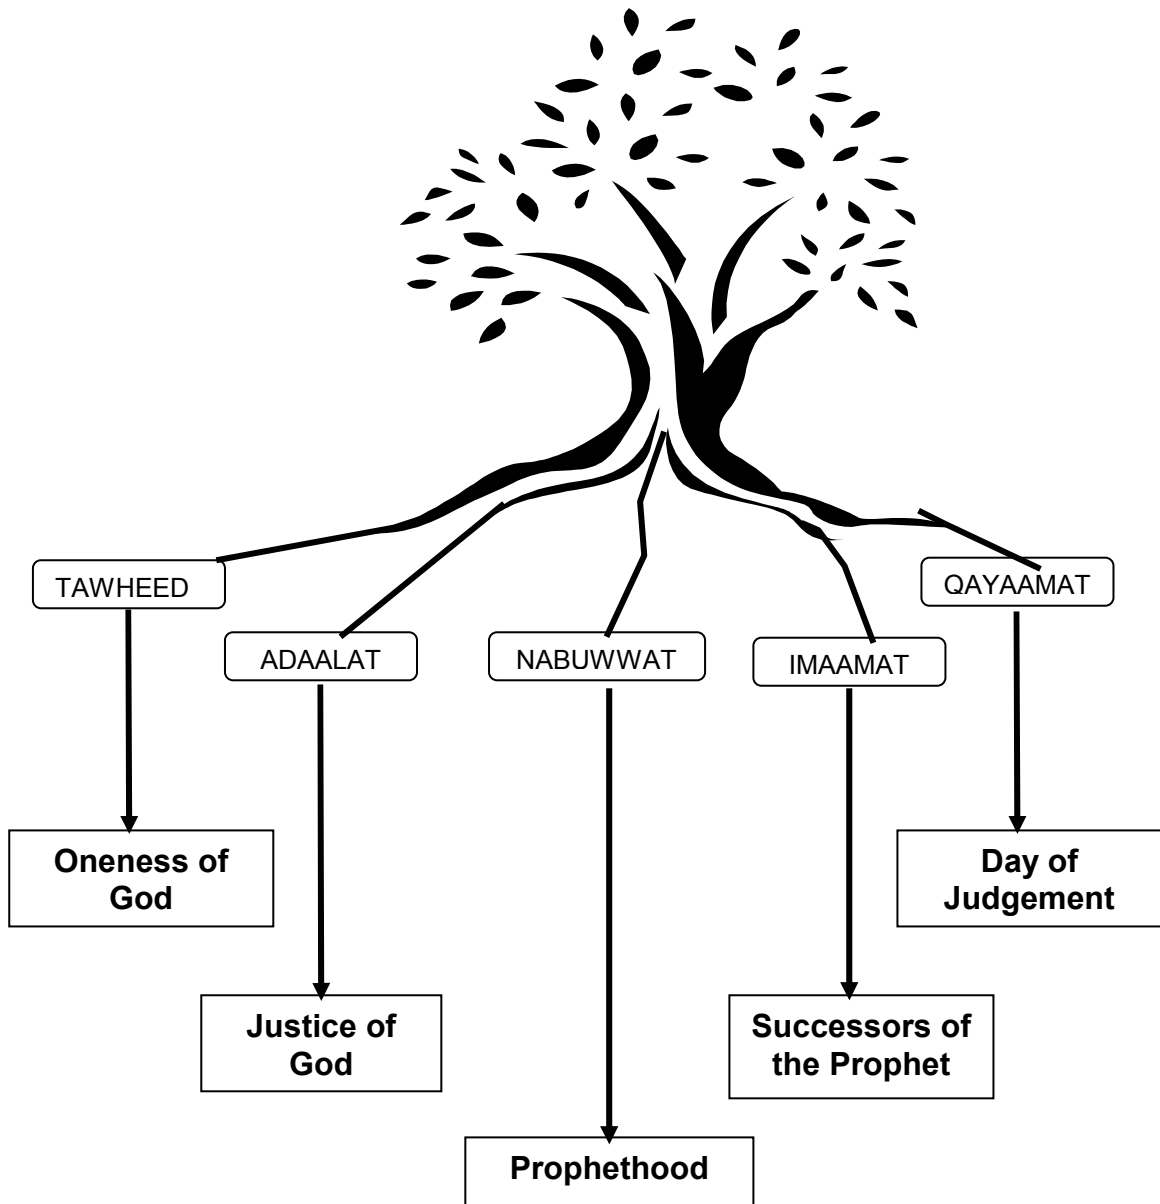 TAWHEED
ADAALAT
NABUWWAT
IMAAMAT
QAYAAMAT
Oneness of
God
Justice of
God
Prophethood
Successors of
the Prophet
Day of
Judgement